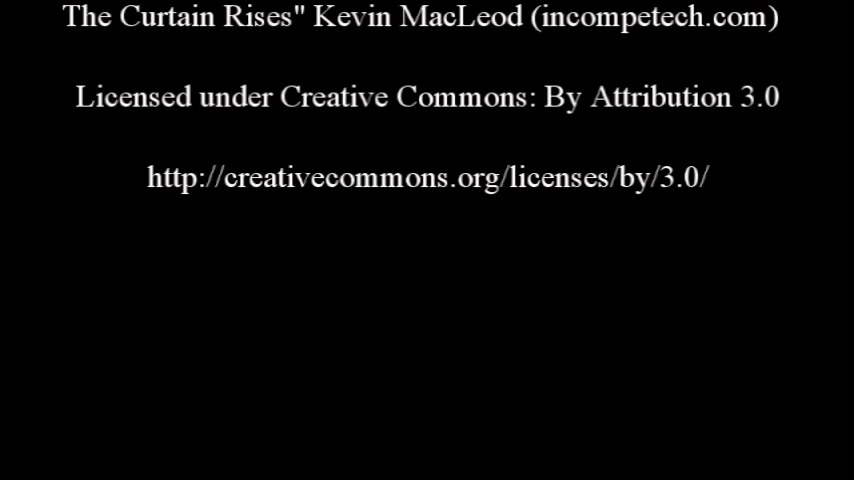 The Curtain Rises" Kevin MacLeod (incompetech.com)
Licensed under Creative Commons: By Attribution 3.0
http://creativecommons.org/licenses/by/3.0/